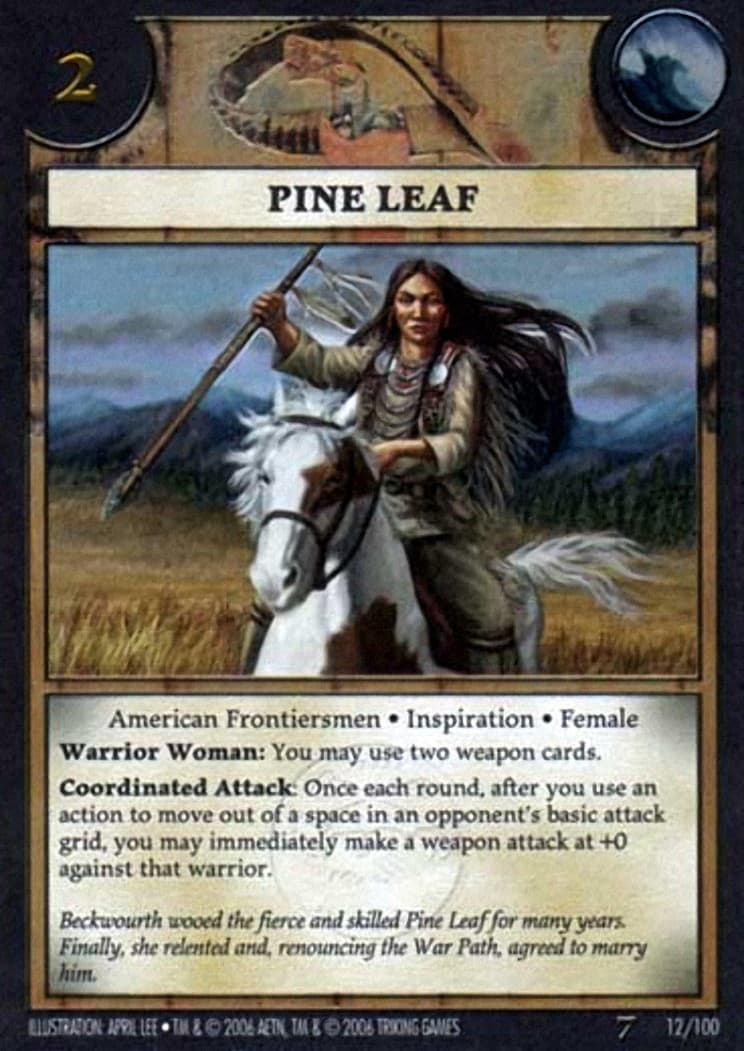 2
PINE LEAF
American Frontiersmen • Inspiration • Female
Warrior Woman: You may use two weapon cards.
Coordinated Attack: Once each round, after you use an
action to move out of a space in an opponent's basic attack
grid, you may immediately make a weapon attack at +0
against that warrior.
Beckwourth wooed the fierce and skilled Pine Leaf for many years.
Finally, she relented and, renouncing the War Path, agreed to marry
him.
ILLUSTRATION: APRIL LEE • TM & © 2006 AETN, TM & © 2006 TRIKING GAMES 7 12/100